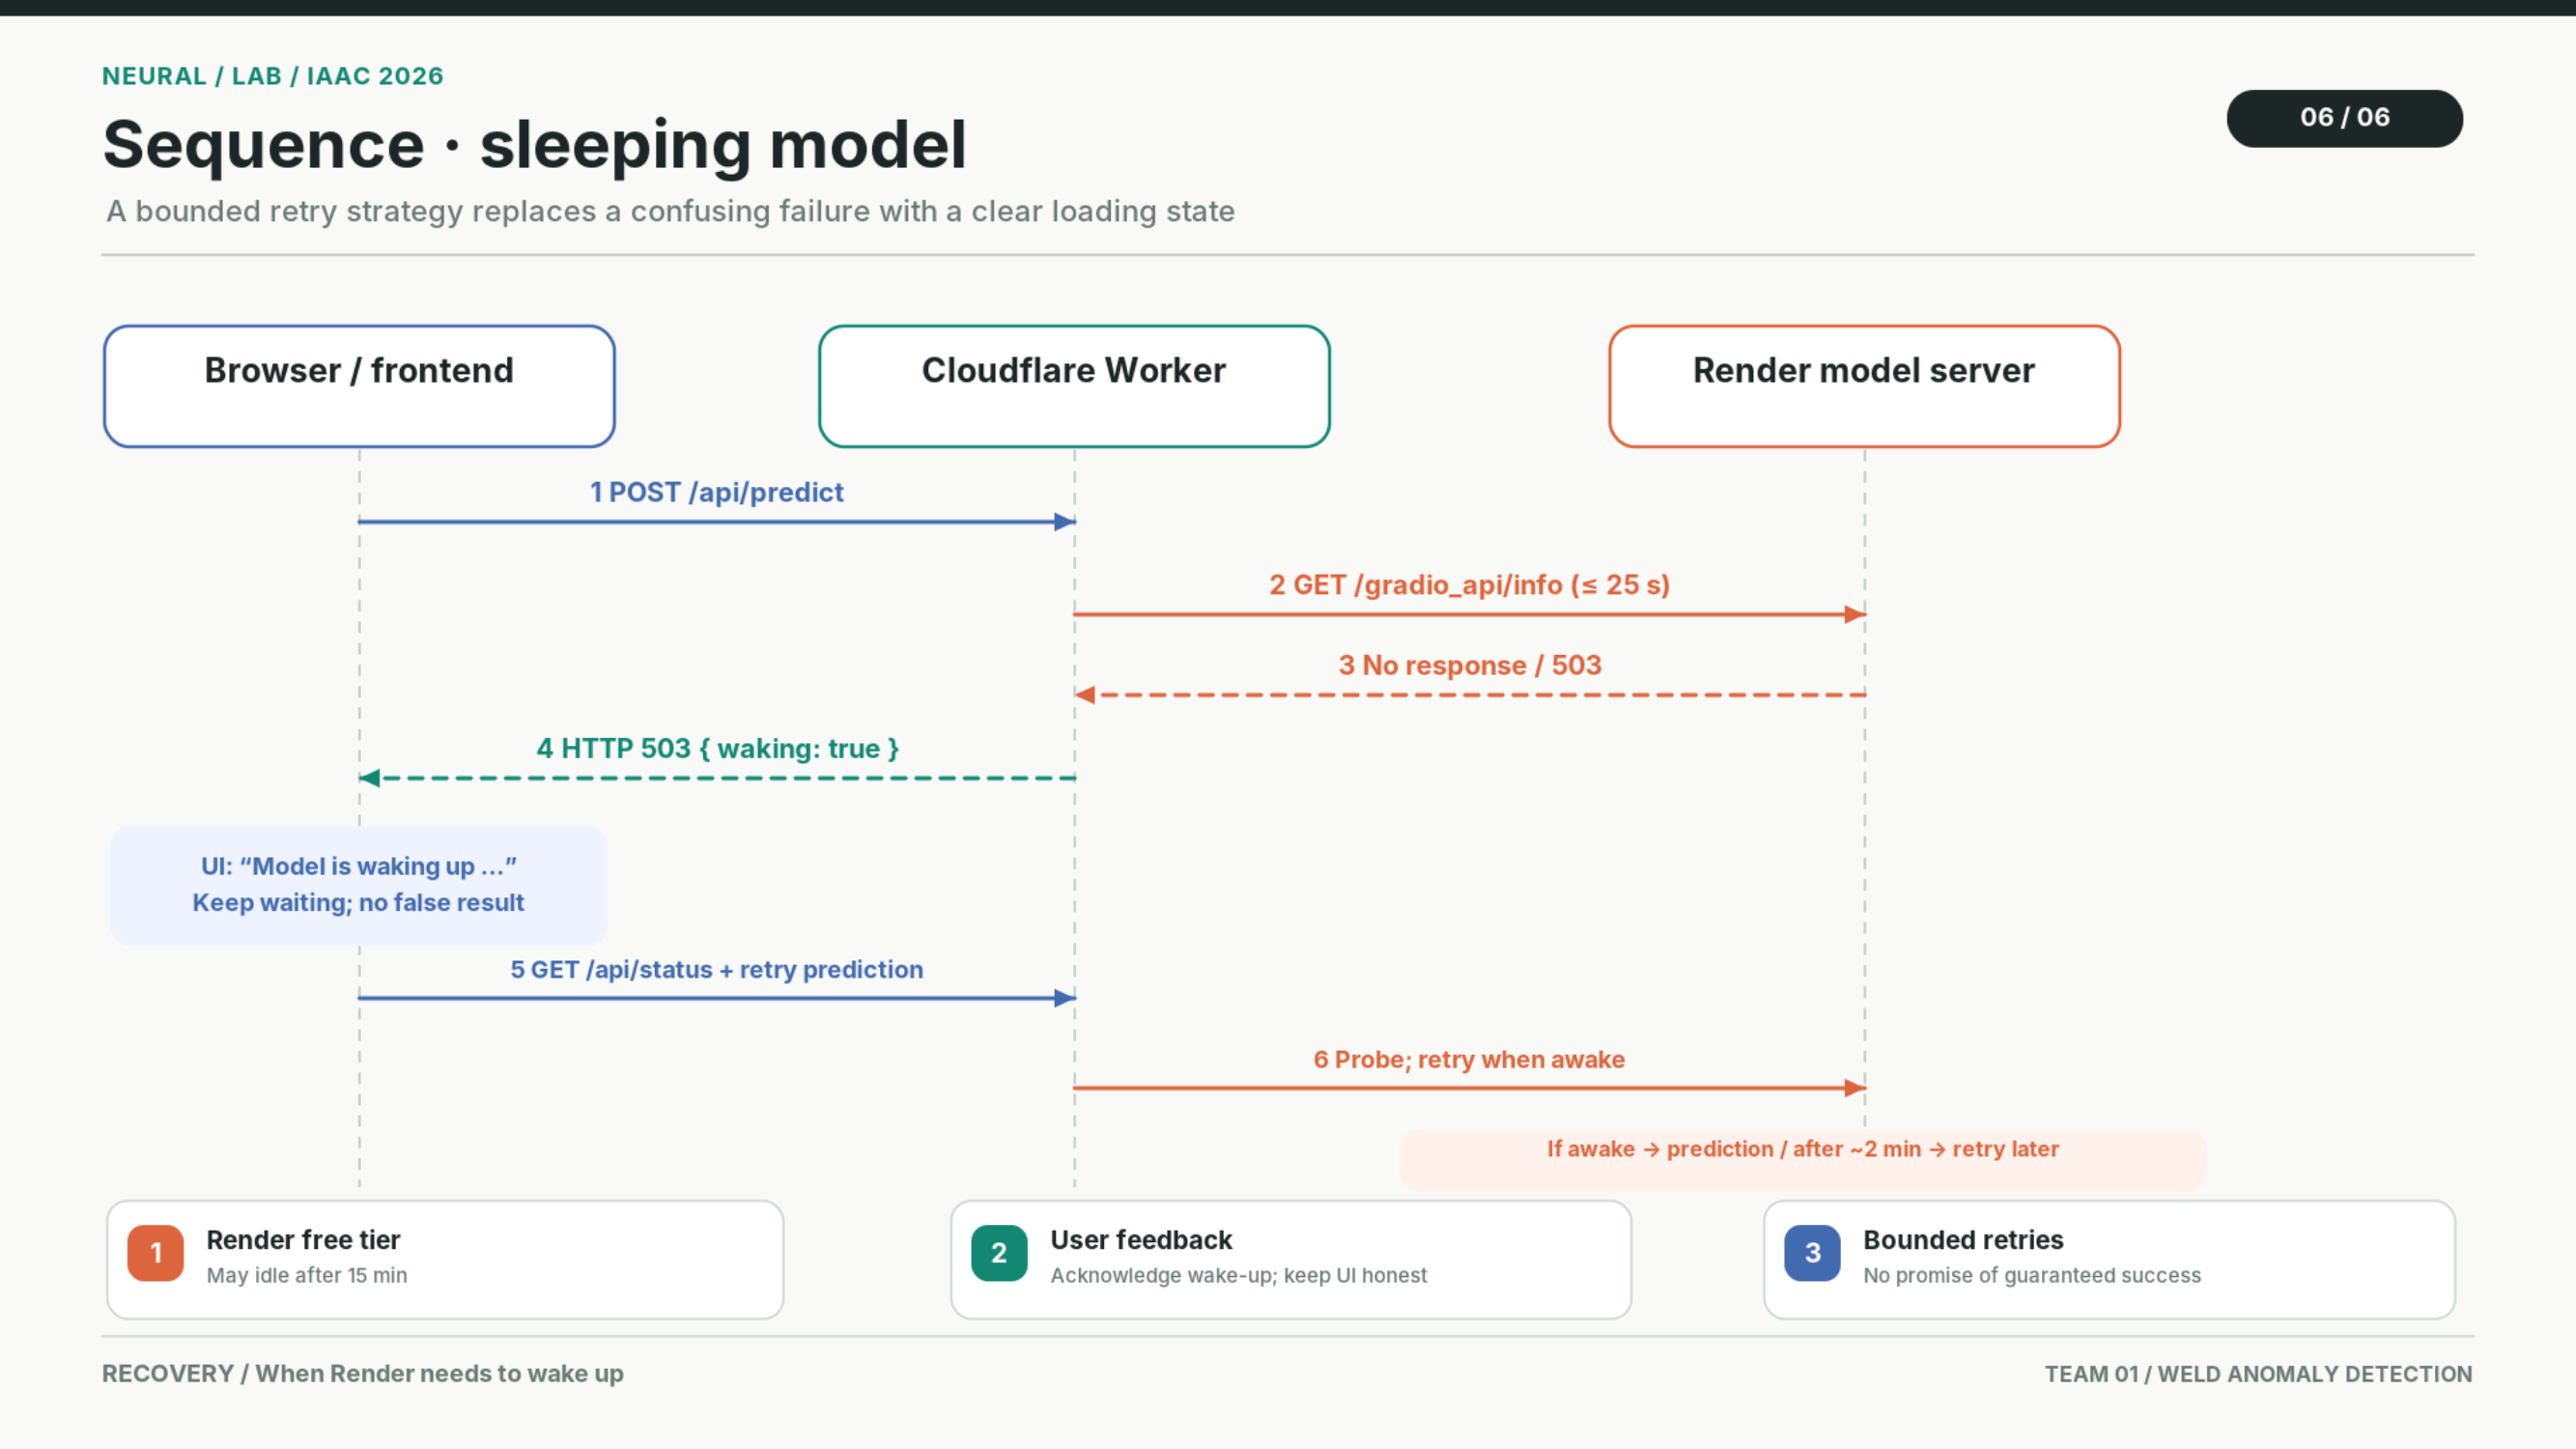 NEURAL / LAB / IAAC 2026
Sequence · sleeping model
06 / 06
A bounded retry strategy replaces a confusing failure with a clear loading state
Browser / frontend
Cloudflare Worker
Render model server
1 POST /api/predict
2 GET /gradio_api/info (≤ 25 s)
3 No response / 503
4 HTTP 503 { waking: true }
UI: “Model is waking up ...”
Keep waiting; no false result
5 GET /api/status + retry prediction
6 Probe; retry when awake
If awake → prediction / after ~2 min → retry later
1
Render free tier
May idle after 15 min
2
User feedback
Acknowledge wake-up; keep UI honest
3
Bounded retries
No promise of guaranteed success
RECOVERY / When Render needs to wake up
TEAM 01 / WELD ANOMALY DETECTION